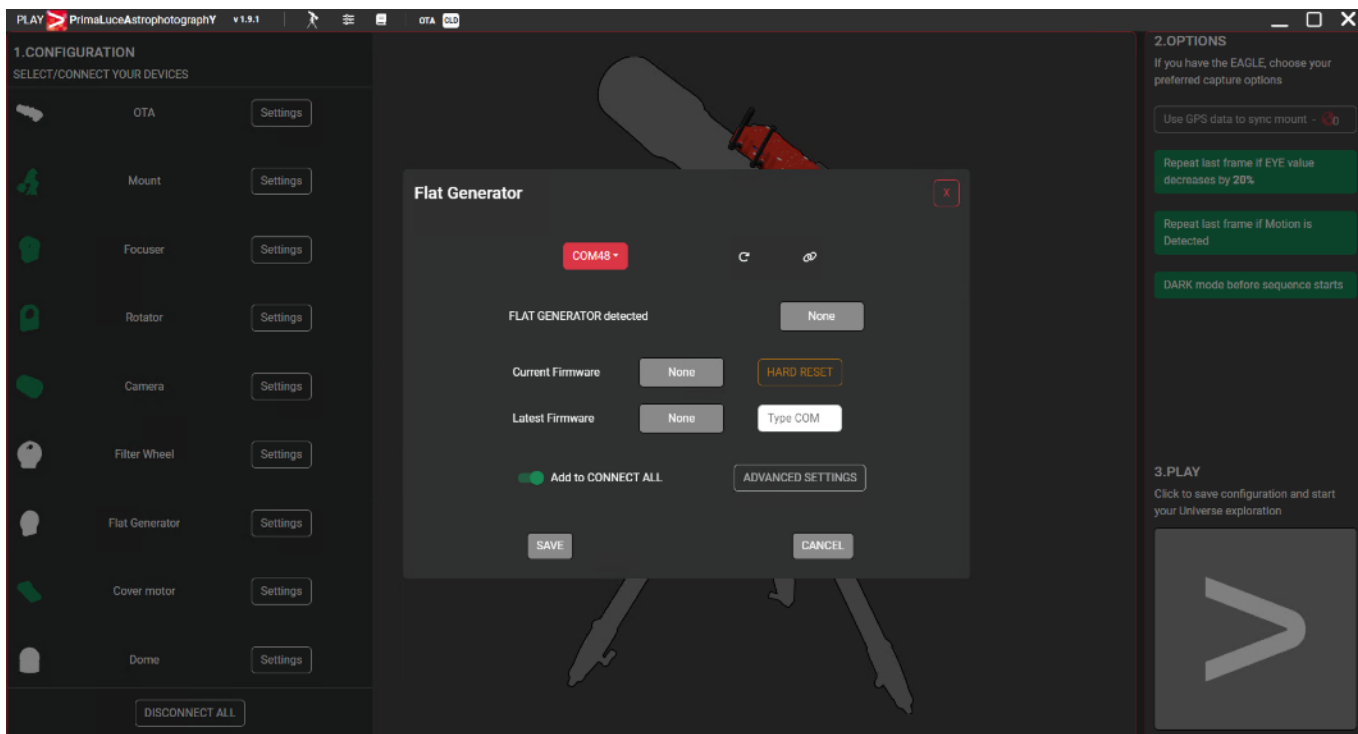 PLAY PrimaLuceAstrophotographY v 1.9.1 OTA CLD
1.CONFIGURATION
SELECT/CONNECT YOUR DEVICES
OTA Settings
Mount Settings
Focuser Settings
Rotator Settings
Camera Settings
Filter Wheel Settings
Flat Generator Settings
Cover motor Settings
Dome Settings
DISCONNECT ALL
Flat Generator X
COM48
FLAT GENERATOR detected None
Current Firmware None HARD RESET
Latest Firmware None Type COM
Add to CONNECT ALL ADVANCED SETTINGS
SAVE CANCEL
2.OPTIONS
If you have the EAGLE, choose your
preferred capture options
Use GPS data to sync mount - 0
Repeat last frame if EYE value
decreases by 20%
Repeat last frame if Motion is
Detected
DARK mode before sequence starts
3.PLAY
Click to save configuration and start
your Universe exploration